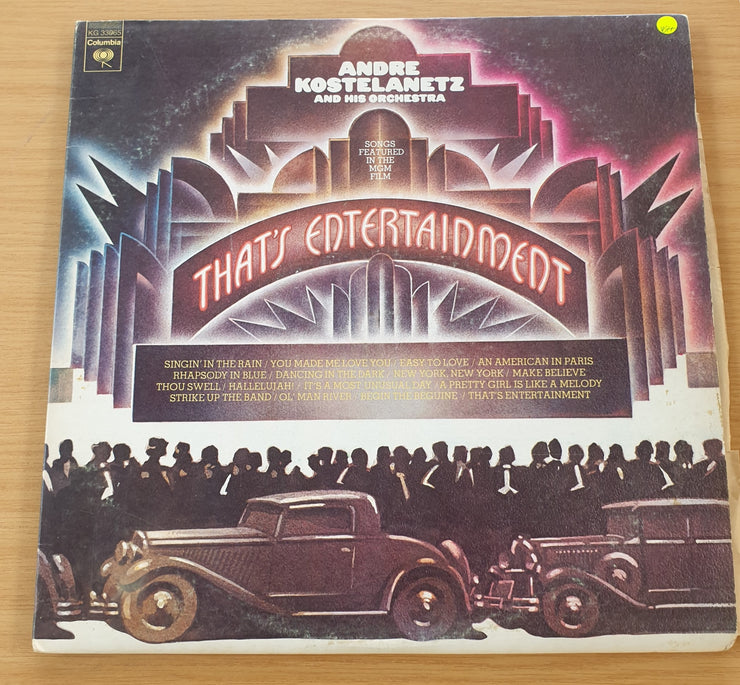 KG 33065
Columbia
ANDRE
KOSTELANETZ
AND HIS ORCHESTRA
SONGS
FEATURED
IN THE
MGM
FILM
THAT'S ENTERTAINMENT
SINGIN' IN THE RAIN / YOU MADE ME LOVE YOU / EASY TO LOVE / AN AMERICAN IN PARIS
RHAPSODY IN BLUE / DANCING IN THE DARK / NEW YORK, NEW YORK / MAKE BELIEVE
THOU SWELL / HALLELUJAH! / IT'S A MOST UNUSUAL DAY / A PRETTY GIRL IS LIKE A MELODY
STRIKE UP THE BAND / OL' MAN RIVER / BEGIN THE BEGUINE / THAT'S ENTERTAINMENT